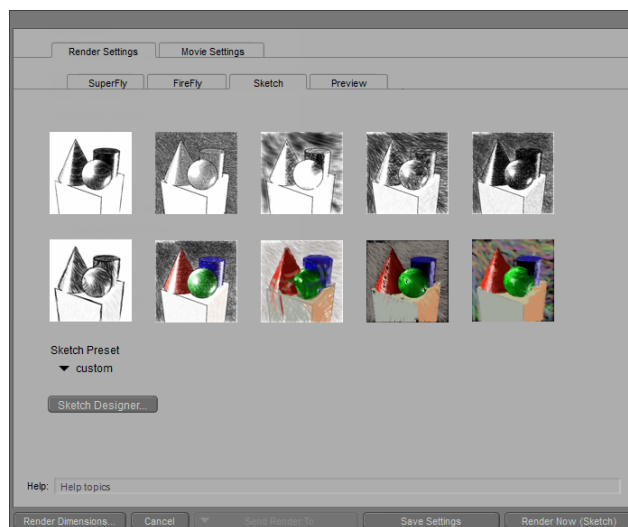 Render Settings Movie Settings
SuperFly FireFly Sketch Preview
Sketch Preset
custom
Sketch Designer...
Help: Help topics
Render Dimensions... Cancel Send Render To Save Settings Render Now (Sketch)